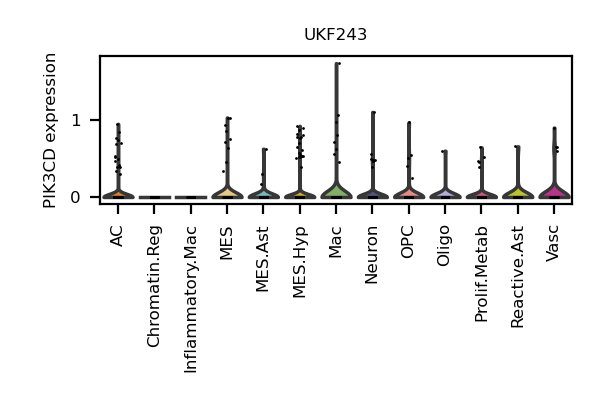 UKF243
PIK3CD expression
1
0
AC
Chromatin.Reg
Inflammatory.Mac
MES
MES.Ast
MES.Hyp
Mac
Neuron
OPC
Oligo
Prolif.Metab
Reactive.Ast
Vasc